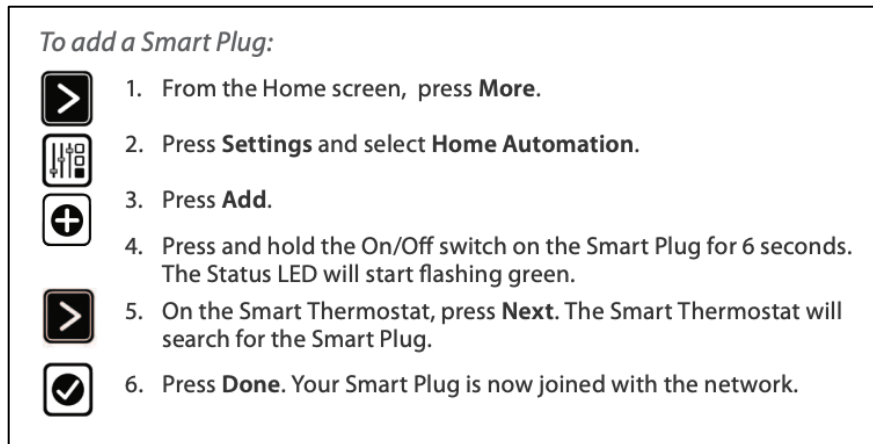 To add a Smart Plug:
1. From the Home screen, press More.
2. Press Settings and select Home Automation.
3. Press Add.
4. Press and hold the On/Off switch on the Smart Plug for 6 seconds.
The Status LED will start flashing green.
5. On the Smart Thermostat, press Next. The Smart Thermostat will
search for the Smart Plug.
6. Press Done. Your Smart Plug is now joined with the network.